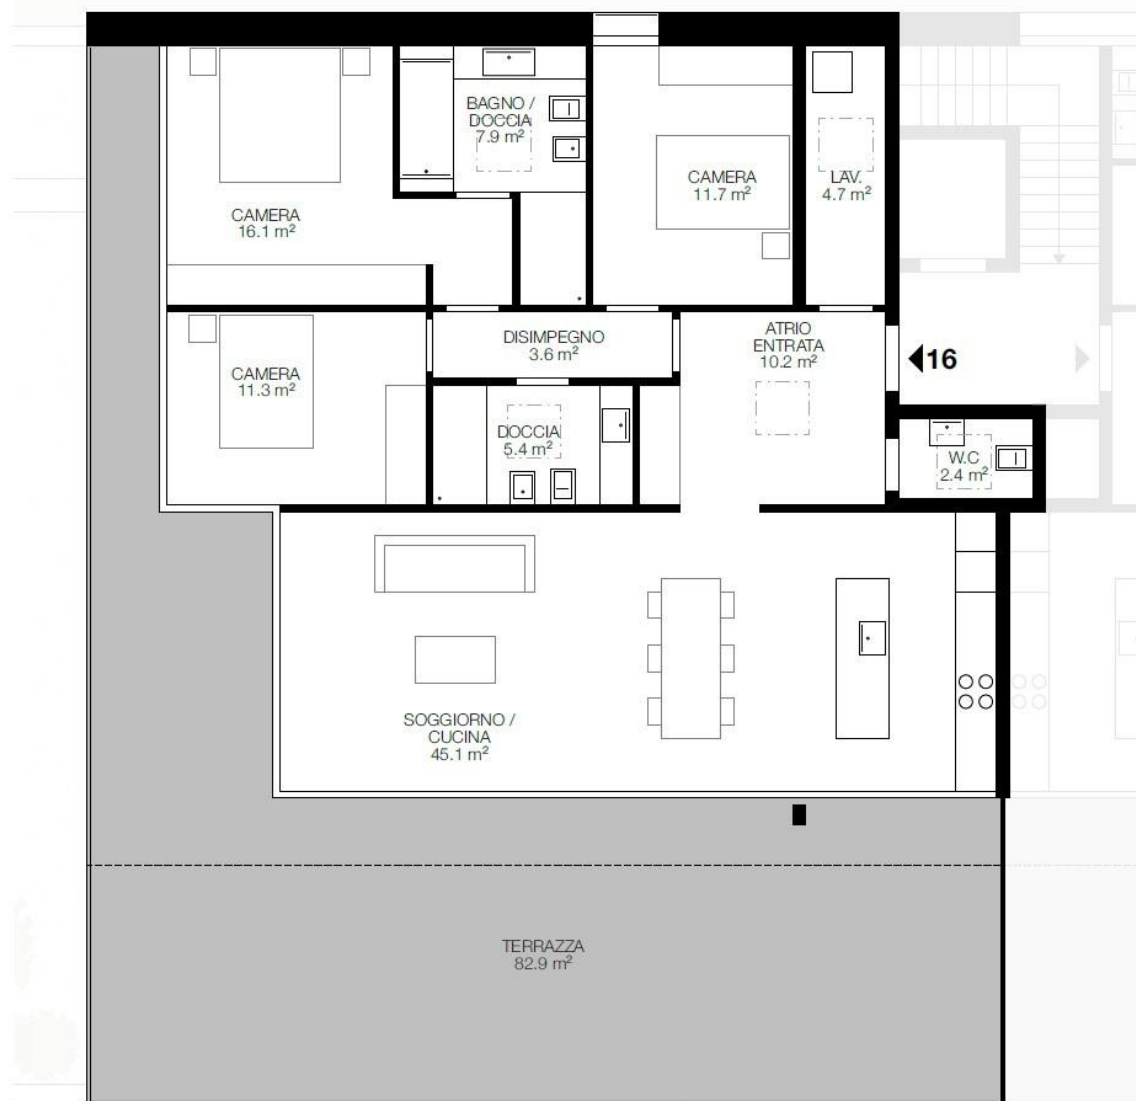 BAGNO /
DOCCIA
7.9 m²
CAMERA
11.7 m²
LAV.
4.7 m²
CAMERA
16.1 m²
DISIMPEGNO
3.6 m²
ATRIO
ENTRATA
10.2 m²
16
CAMERA
11.3 m²
DOCCIA
5.4 m²
W.C
2.4 m²
SOGGIORNO /
CUCINA
45.1 m²
TERRAZZA
82.9 m²